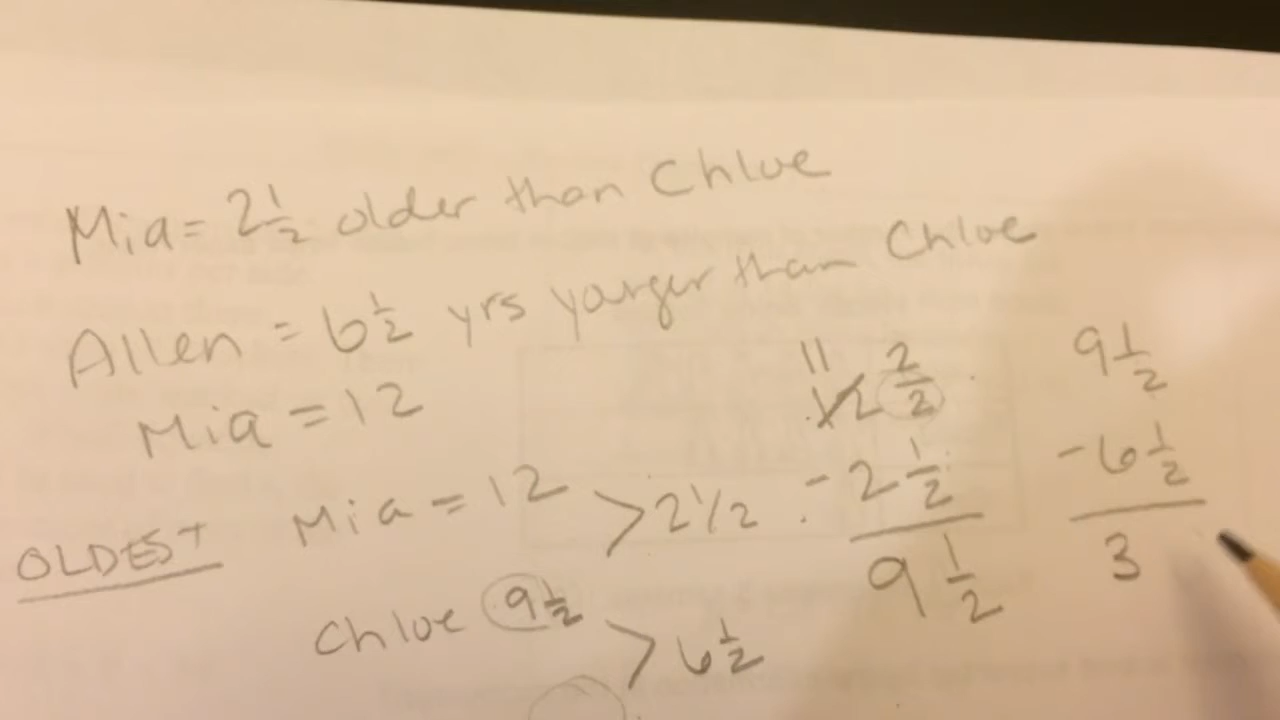 Mia = 2 1/2 older than Chloe
Allen = 6 1/2 yrs yarger than Chloe
Mia = 12
OLDEST Mia = 12 > 2 1/2
Chloe 9 1/2 > 6 1/2
11
12 2/2
- 2 1/2
9 1/2
9 1/2
- 6 1/2
3